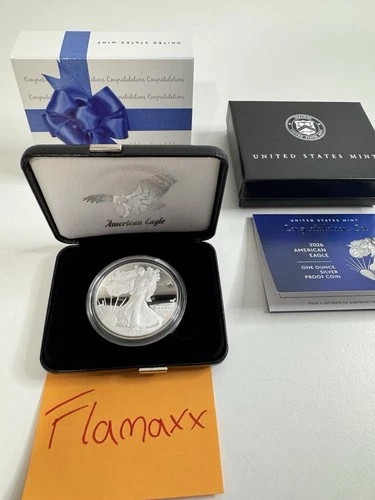 UNITED STATES MINT
Congratulations Congratulations Congratulations
Congratulations Congratulations
American Eagle
UNITED STATES MINT
UNITED STATES MINT
Congratulations Set
2026
AMERICAN
EAGLE
ONE OUNCE
SILVER
PROOF COIN
Flamaxx